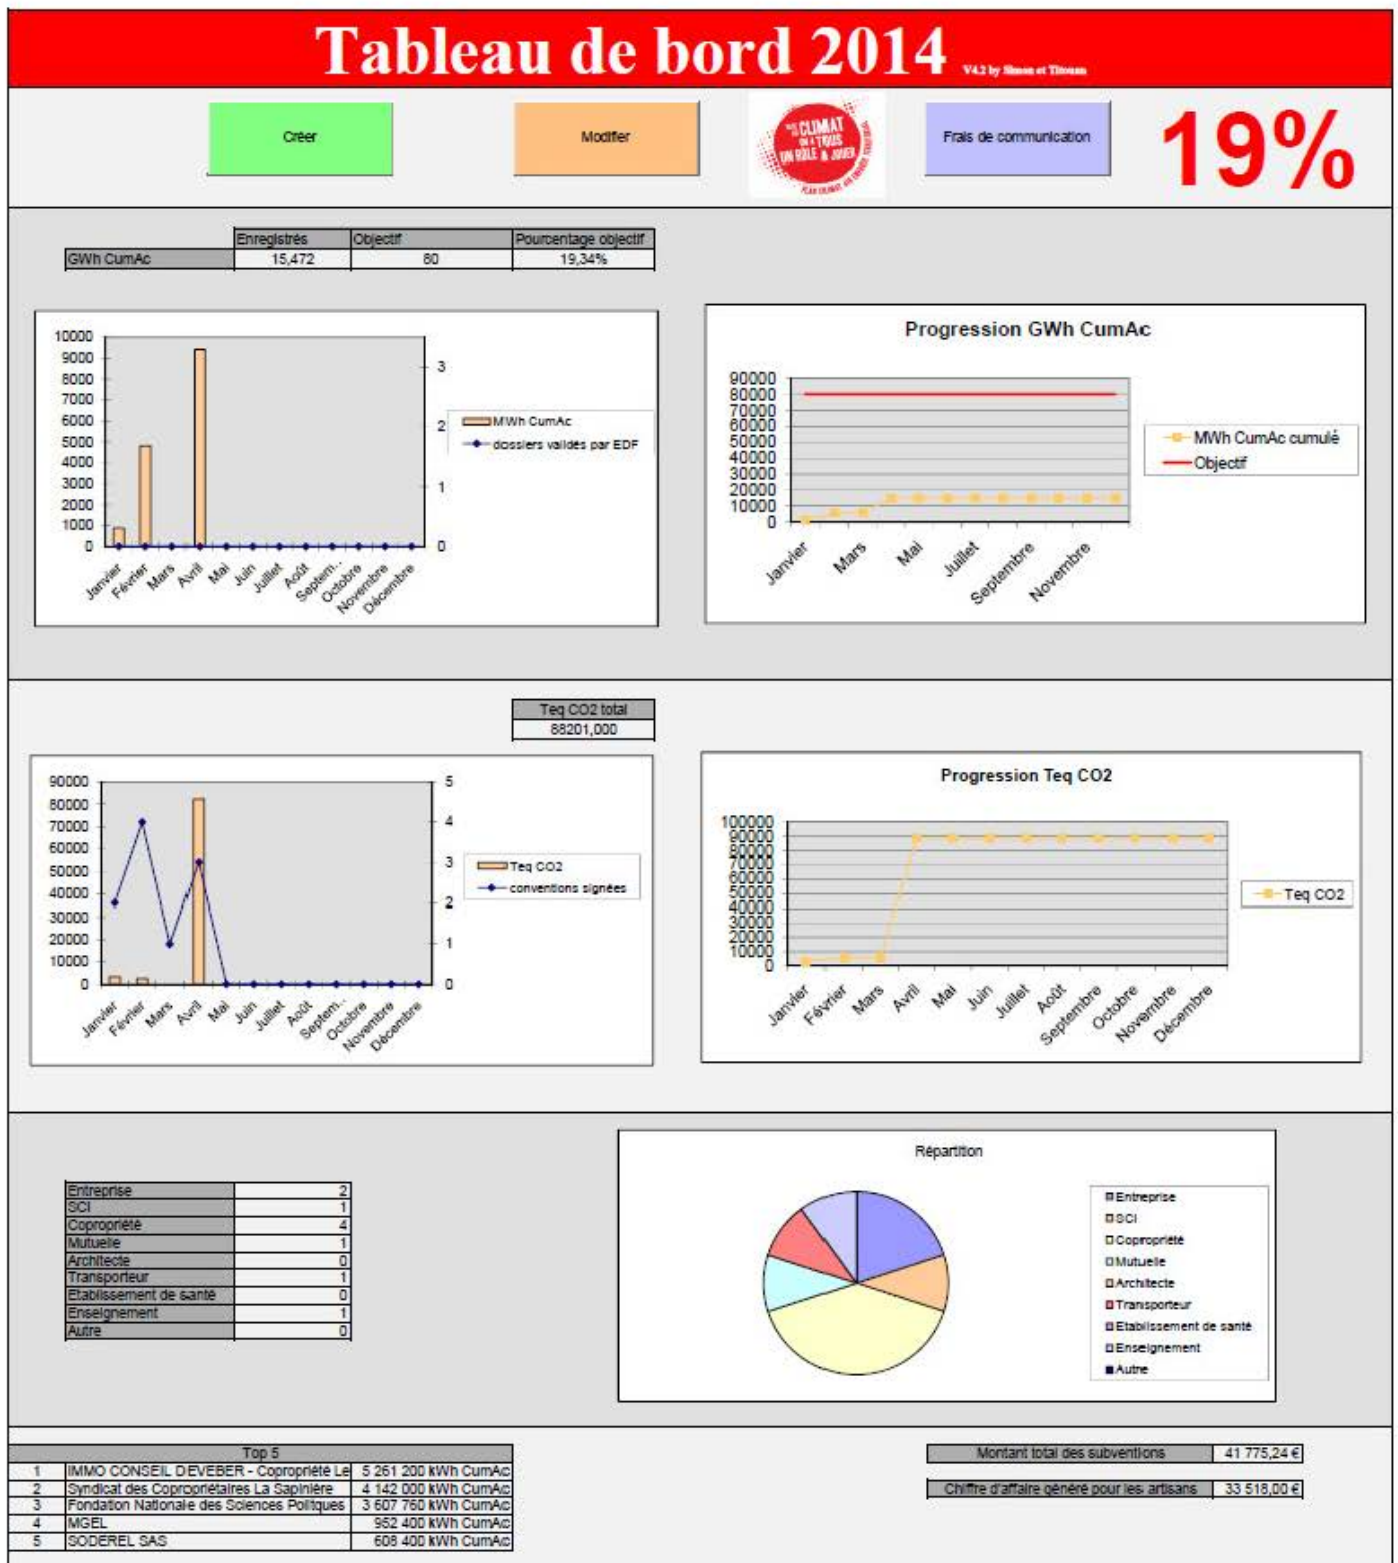 Tableau de bord 2014 V4.2 by Simon et Titouan
Créer
Modifier
CLIMAT
ON A TOUS
UN RÔLE A JOUER
Frais de communication
19%
Enregistrés Objectif Pourcentage objectif
GWh CumAc 15,472 80 19,34%
10000
9000
8000
7000
6000
5000
4000
3000
2000
1000
0
3
2
1
0
MWh CumAc
dossiers validés par EDF
Janvier
Février
Mars
Avril
Mai
Juin
Juillet
Août
Septem...
Octobre
Novembre
Décembre
Progression GWh CumAc
90000
80000
70000
60000
50000
40000
30000
20000
10000
0
MWh CumAc cumulé
Objectif
Janvier
Mars
Mai
Juillet
Septembre
Novembre
Teq CO2 total
88201,000
90000
80000
70000
60000
50000
40000
30000
20000
10000
0
5
4
3
2
1
0
Teq CO2
conventions signées
Janvier
Février
Mars
Avril
Mai
Juin
Juillet
Août
Septem...
Octobre
Novembre
Décembre
Progression Teq CO2
100000
90000
80000
70000
60000
50000
40000
30000
20000
10000
0
Teq CO2
Janvier
Février
Mars
Avril
Mai
Juin
Juillet
Août
Septembre
Octobre
Novembre
Décembre
Entreprise 2
SCI 1
Copropriété 4
Mutuelle 1
Architecte 0
Transporteur 1
Etablissement de santé 0
Enseignement 1
Autre 0
Répartition
Entreprise
SCI
Copropriété
Mutuelle
Architecte
Transporteur
Etablissement de santé
Enseignement
Autre
Top 5
1 IMMO CONSEIL DEVEBER - Copropriété Le 5 261 200 kWh CumAc
2 Syndicat des Copropriétaires La Sapinière 4 142 000 kWh CumAc
3 Fondation Nationale des Sciences Politques 3 607 760 kWh CumAc
4 MGEL 952 400 kWh CumAc
5 SODEREL SAS 608 400 kWh CumAc
Montant total des subventions 41 775,24 €
Chiffre d'affaire généré pour les artisans 33 518,00 €